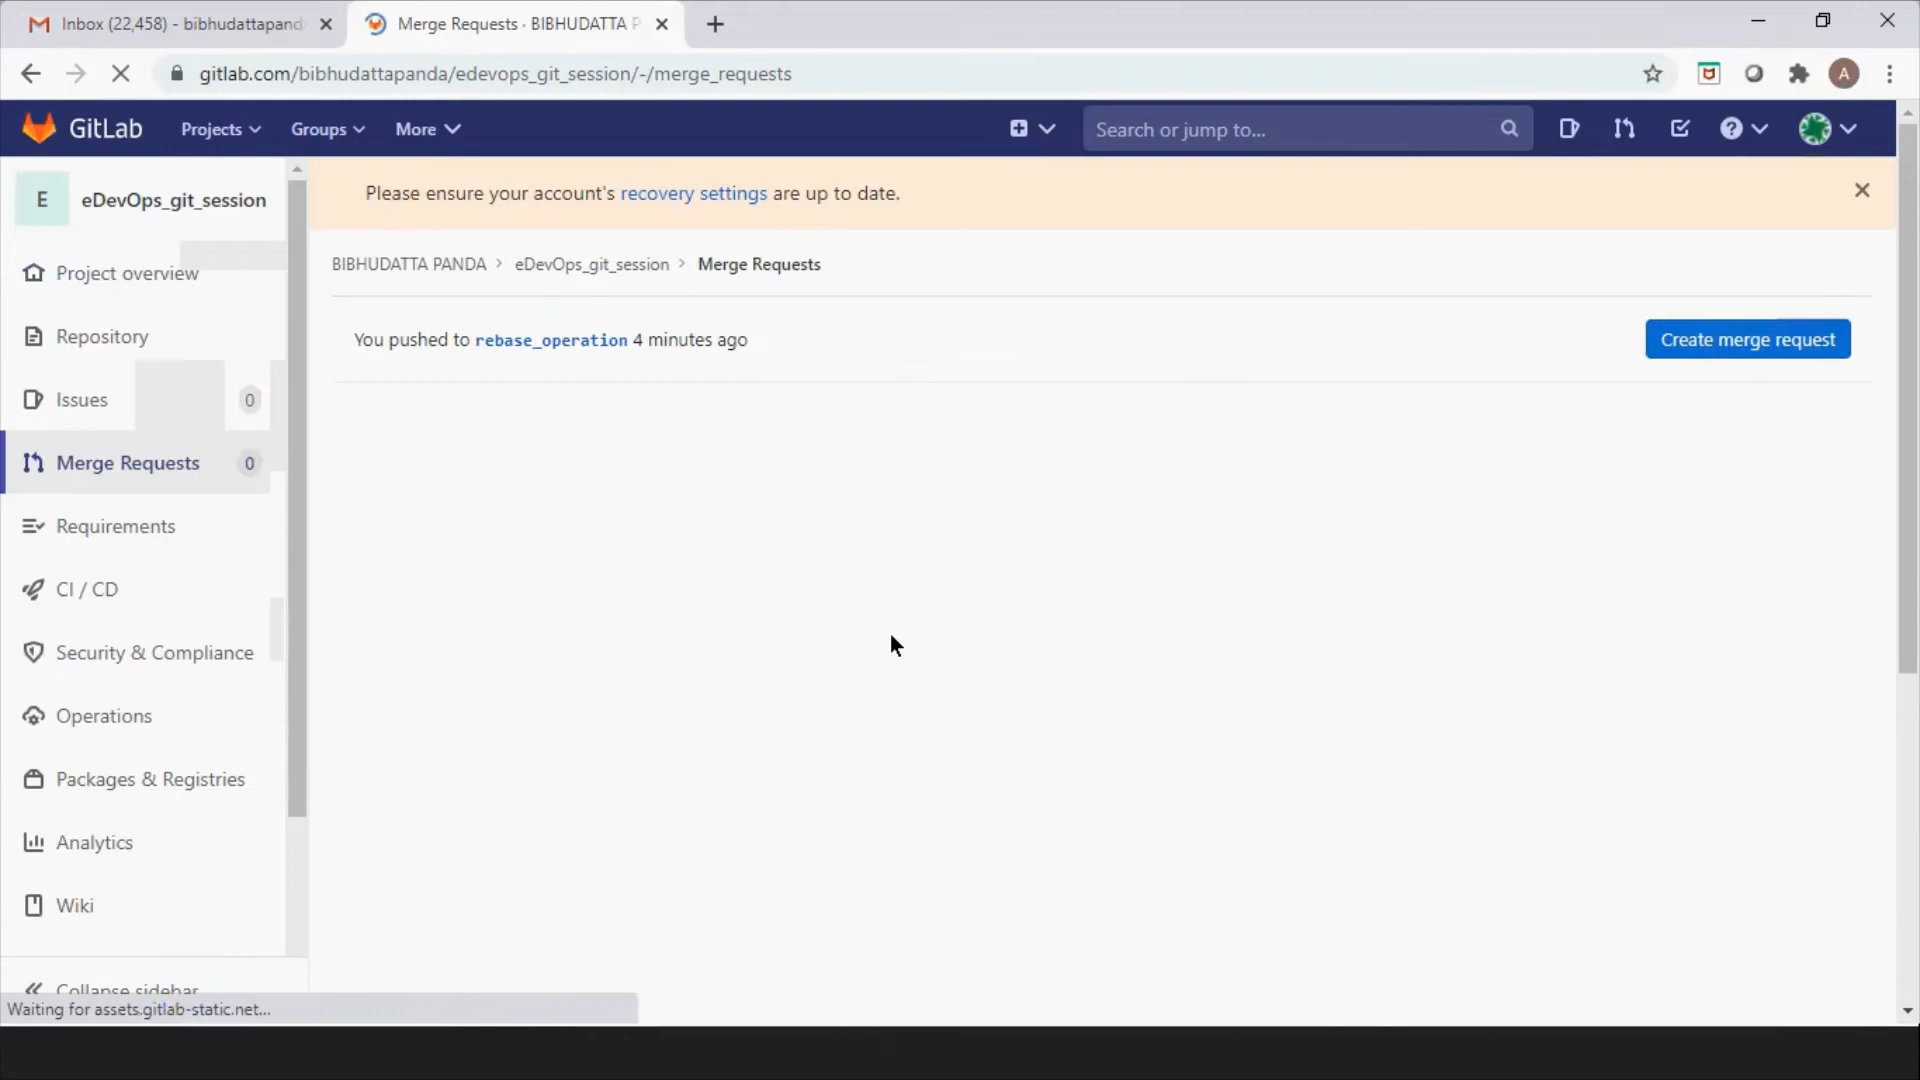 Inbox (22,458) - bibhudattapand
Merge Requests · BIBHUDATTA P
gitlab.com/bibhudattapanda/edevops_git_session/-/merge_requests
A
GitLab
Projects
Groups
More
Search or jump to...
E
eDevOps_git_session
Please ensure your account's recovery settings are up to date.
BIBHUDATTA PANDA > eDevOps_git_session > Merge Requests
You pushed to rebase_operation 4 minutes ago
Create merge request
Project overview
Repository
Issues 0
Merge Requests 0
Requirements
CI / CD
Security & Compliance
Operations
Packages & Registries
Analytics
Wiki
Collapse sidebar
Waiting for assets.gitlab-static.net...